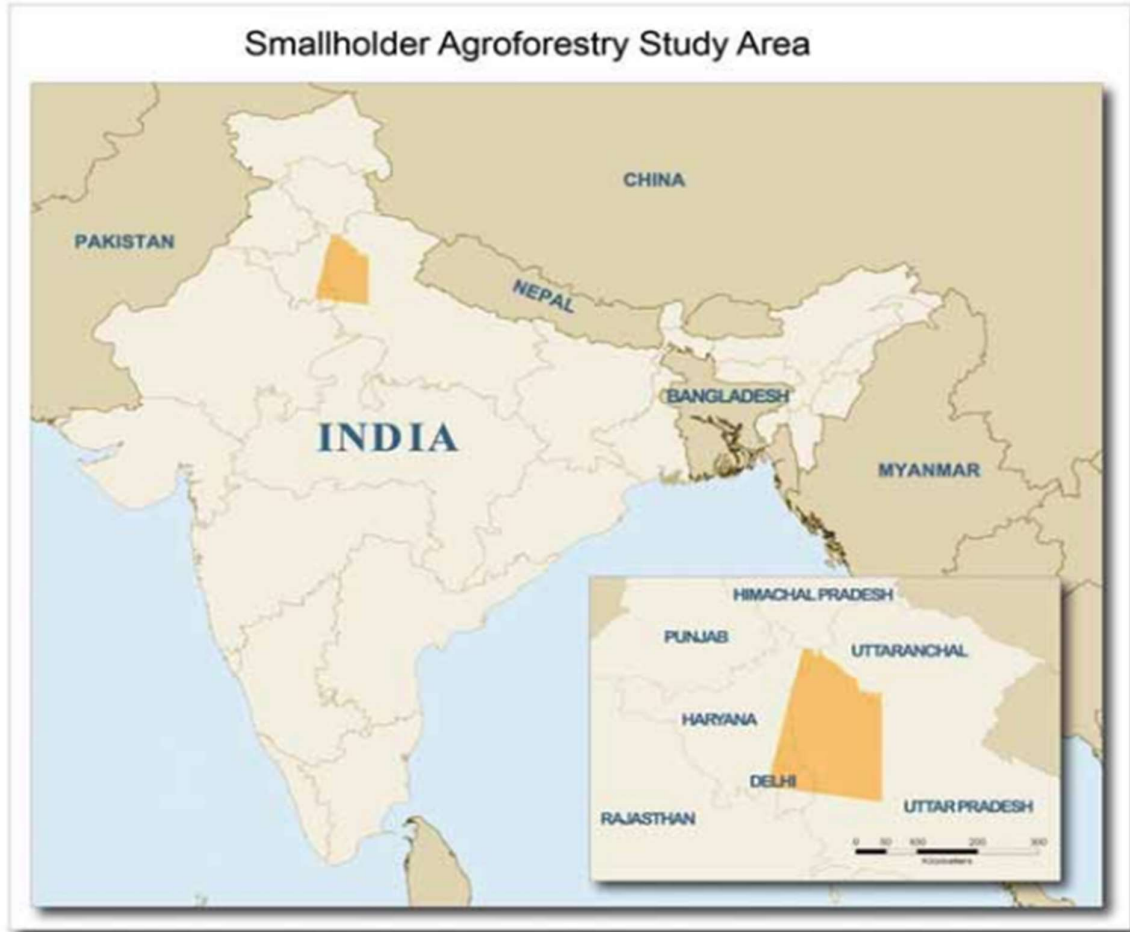 Smallholder Agroforestry Study Area
CHINA
PAKISTAN
NEPAL
BANGLADESH
INDIA
MYANMAR
HIMACHAL PRADESH
PUNJAB
UTTARANCHAL
HARYANA
DELHI
UTTAR PRADESH
RAJASTHAN
0 50 100 200 300
Kilometers